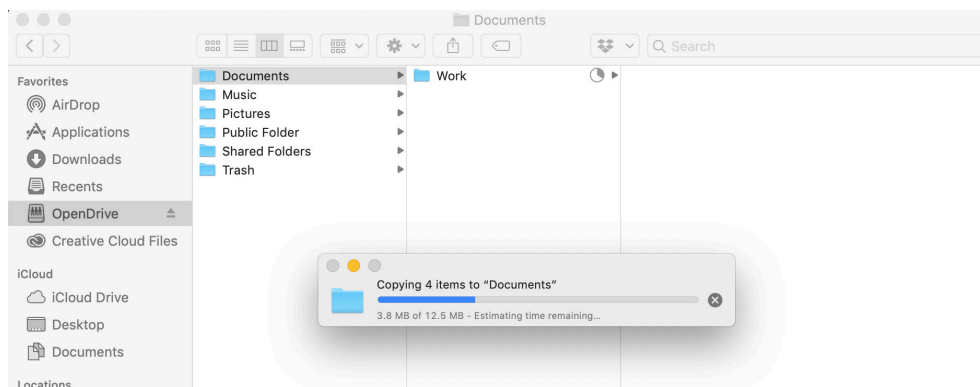 Documents
Search
Favorites
AirDrop
Applications
Downloads
Recents
OpenDrive
Creative Cloud Files
iCloud
iCloud Drive
Desktop
Documents
Locations
Documents
Music
Pictures
Public Folder
Shared Folders
Trash
Work
Copying 4 items to “Documents”
3.8 MB of 12.5 MB - Estimating time remaining...